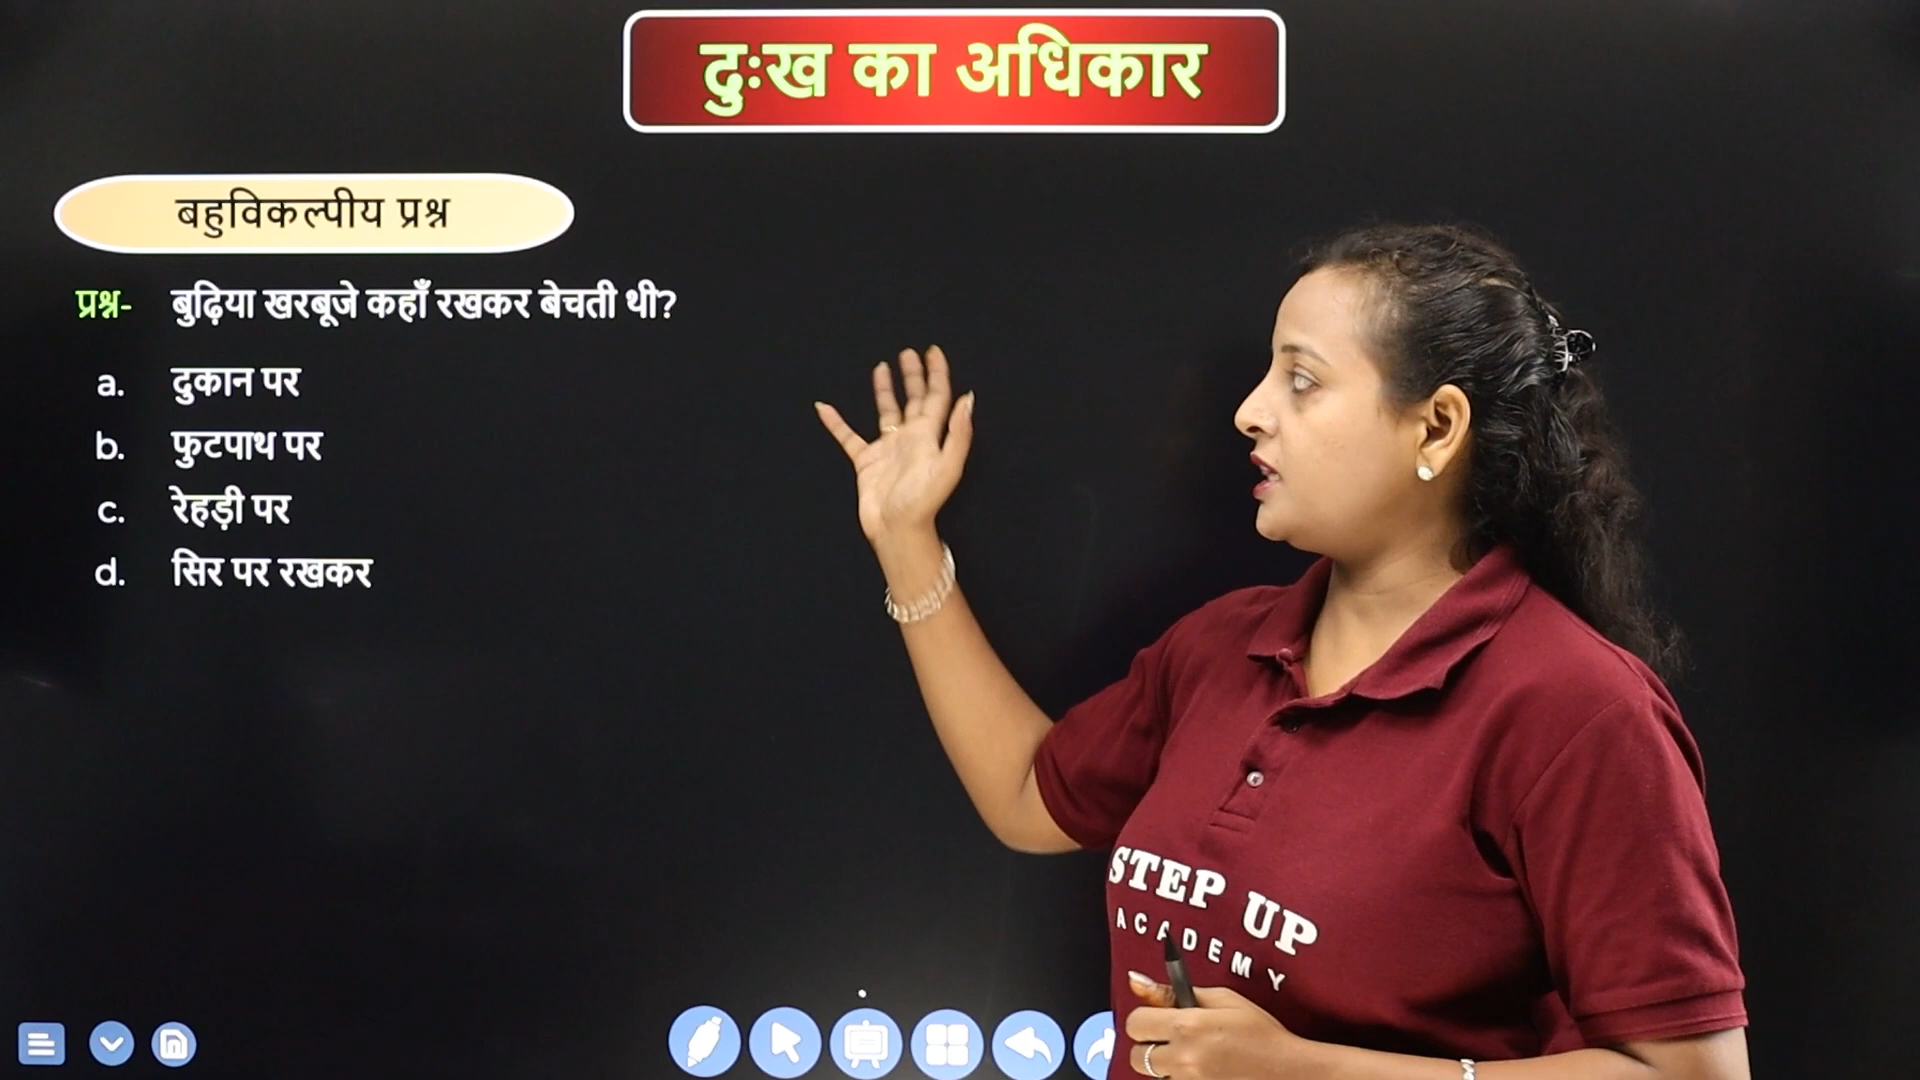 दुःख का अधिकार
बहुविकल्पीय प्रश्न
प्रश्न- बुढ़िया खरबूजे कहाँ रखकर बेचती थी?
a. दुकान पर
b. फुटपाथ पर
c. रेहड़ी पर
d. सिर पर रखकर
STEP UP
ACADEMY